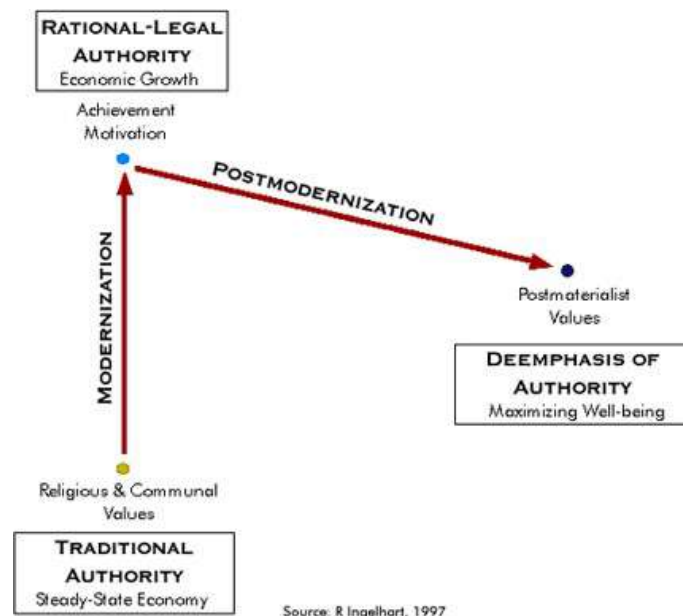 RATIONAL-LEGAL
AUTHORITY
Economic Growth
Achievement
Motivation
POSTMODERNIZATION
MODERNIZATION
Postmaterialist
Values
DEEMPHASIS OF
AUTHORITY
Maximizing Well-being
Religious & Communal
Values
TRADITIONAL
AUTHORITY
Steady-State Economy
Source: R Ingelhart, 1997